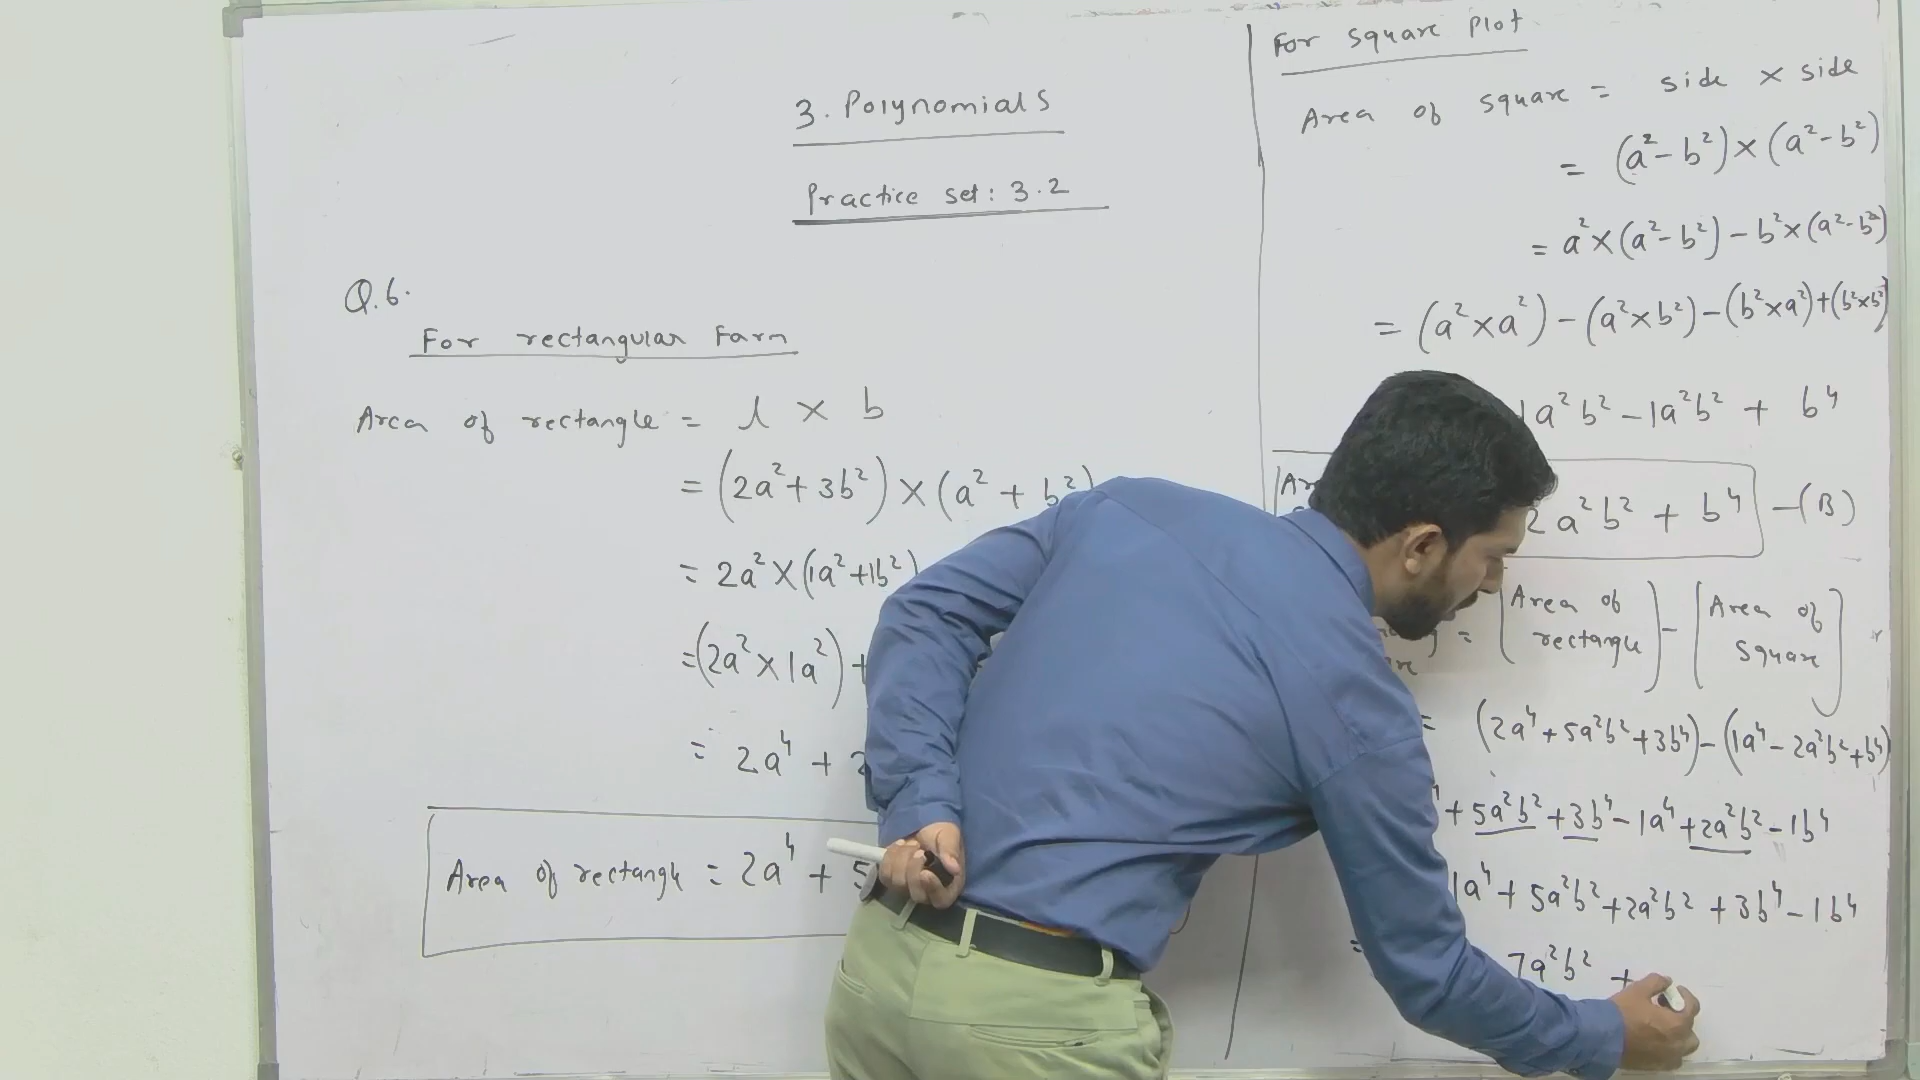 3. Polynomials
Practice set: 3.2
Q.6.
For rectangular Farm
Area of rectangle = l × b
= (2a²+ 3b²) × (a² + b²)
= 2a² × (1a²+1b²)
=(2a² × 1a²) +
= 2a⁴ + 2
Area of rectangle = 2a⁴ + 5
For square plot
Area of square = side × side
= (a²- b²) × (a²- b²)
= a² × (a²- b²) - b² × (a²- b²)
= (a² × a²) - (a² × b²) - (b² × a²) + (b² × b²)
1a²b² - 1a²b² + b⁴
2a²b² + b⁴ -(B)
= [Area of rectangle] - [Area of square]
= (2a⁴ + 5a²b² + 3b⁴) - (1a⁴ - 2a²b² + b⁴)
+ 5a²b² + 3b⁴ - 1a⁴ + 2a²b² - 1b⁴
1a⁴ + 5a²b² + 2a²b² + 3b⁴ - 1b⁴
= 7a²b² +